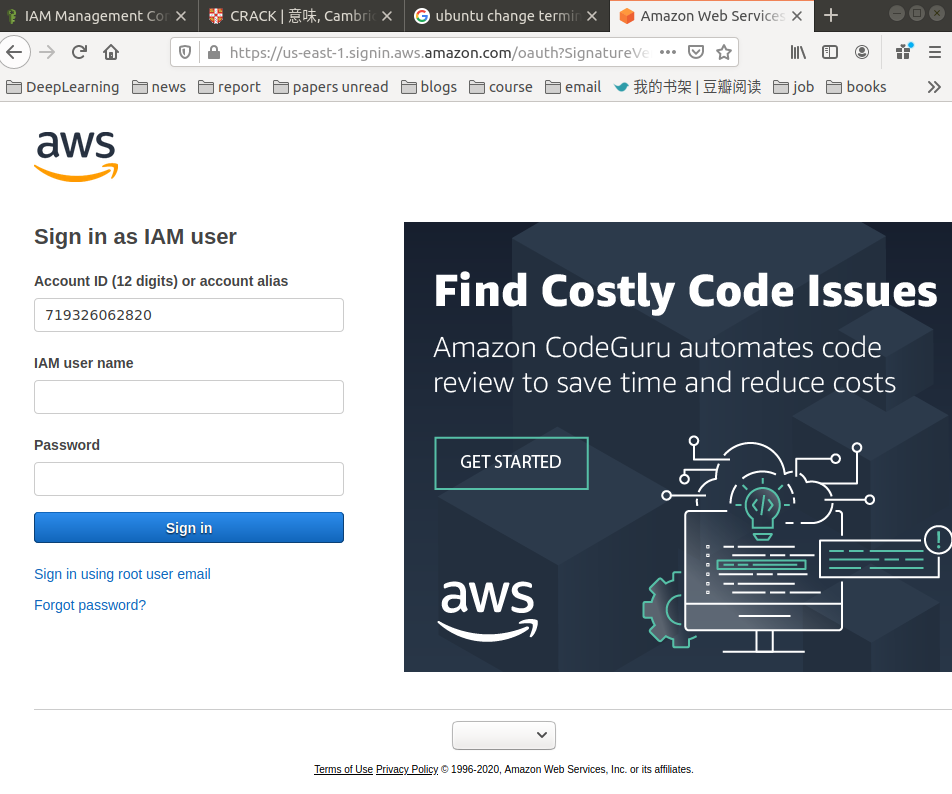 IAM Management Co
CRACK | 意味, Cambri
ubuntu change termin
Amazon Web Services
https://us-east-1.signin.aws.amazon.com/oauth?SignatureVe
DeepLearning
news
report
papers unread
blogs
course
email
我的书架 | 豆瓣阅读
job
books
aws
Sign in as IAM user
Account ID (12 digits) or account alias
719326062820
IAM user name
Password
Sign in
Sign in using root user email
Forgot password?
Find Costly Code Issues
Amazon CodeGuru automates code
review to save time and reduce costs
GET STARTED
aws
Terms of Use Privacy Policy © 1996-2020, Amazon Web Services, Inc. or its affiliates.